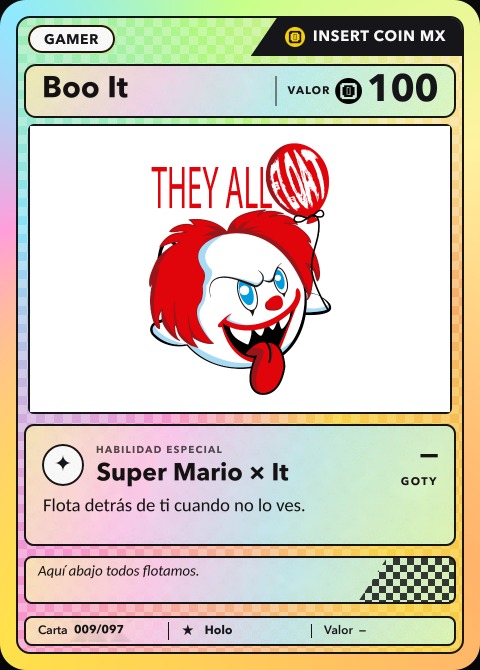 GAMER
INSERT COIN MX
Boo It
VALOR 100
THEY ALL FLOAT
HABILIDAD ESPECIAL
Super Mario × It
—
GOTY
Flota detrás de ti cuando no lo ves.
Aquí abajo todos flotamos.
Carta 009/097 ★ Holo Valor –